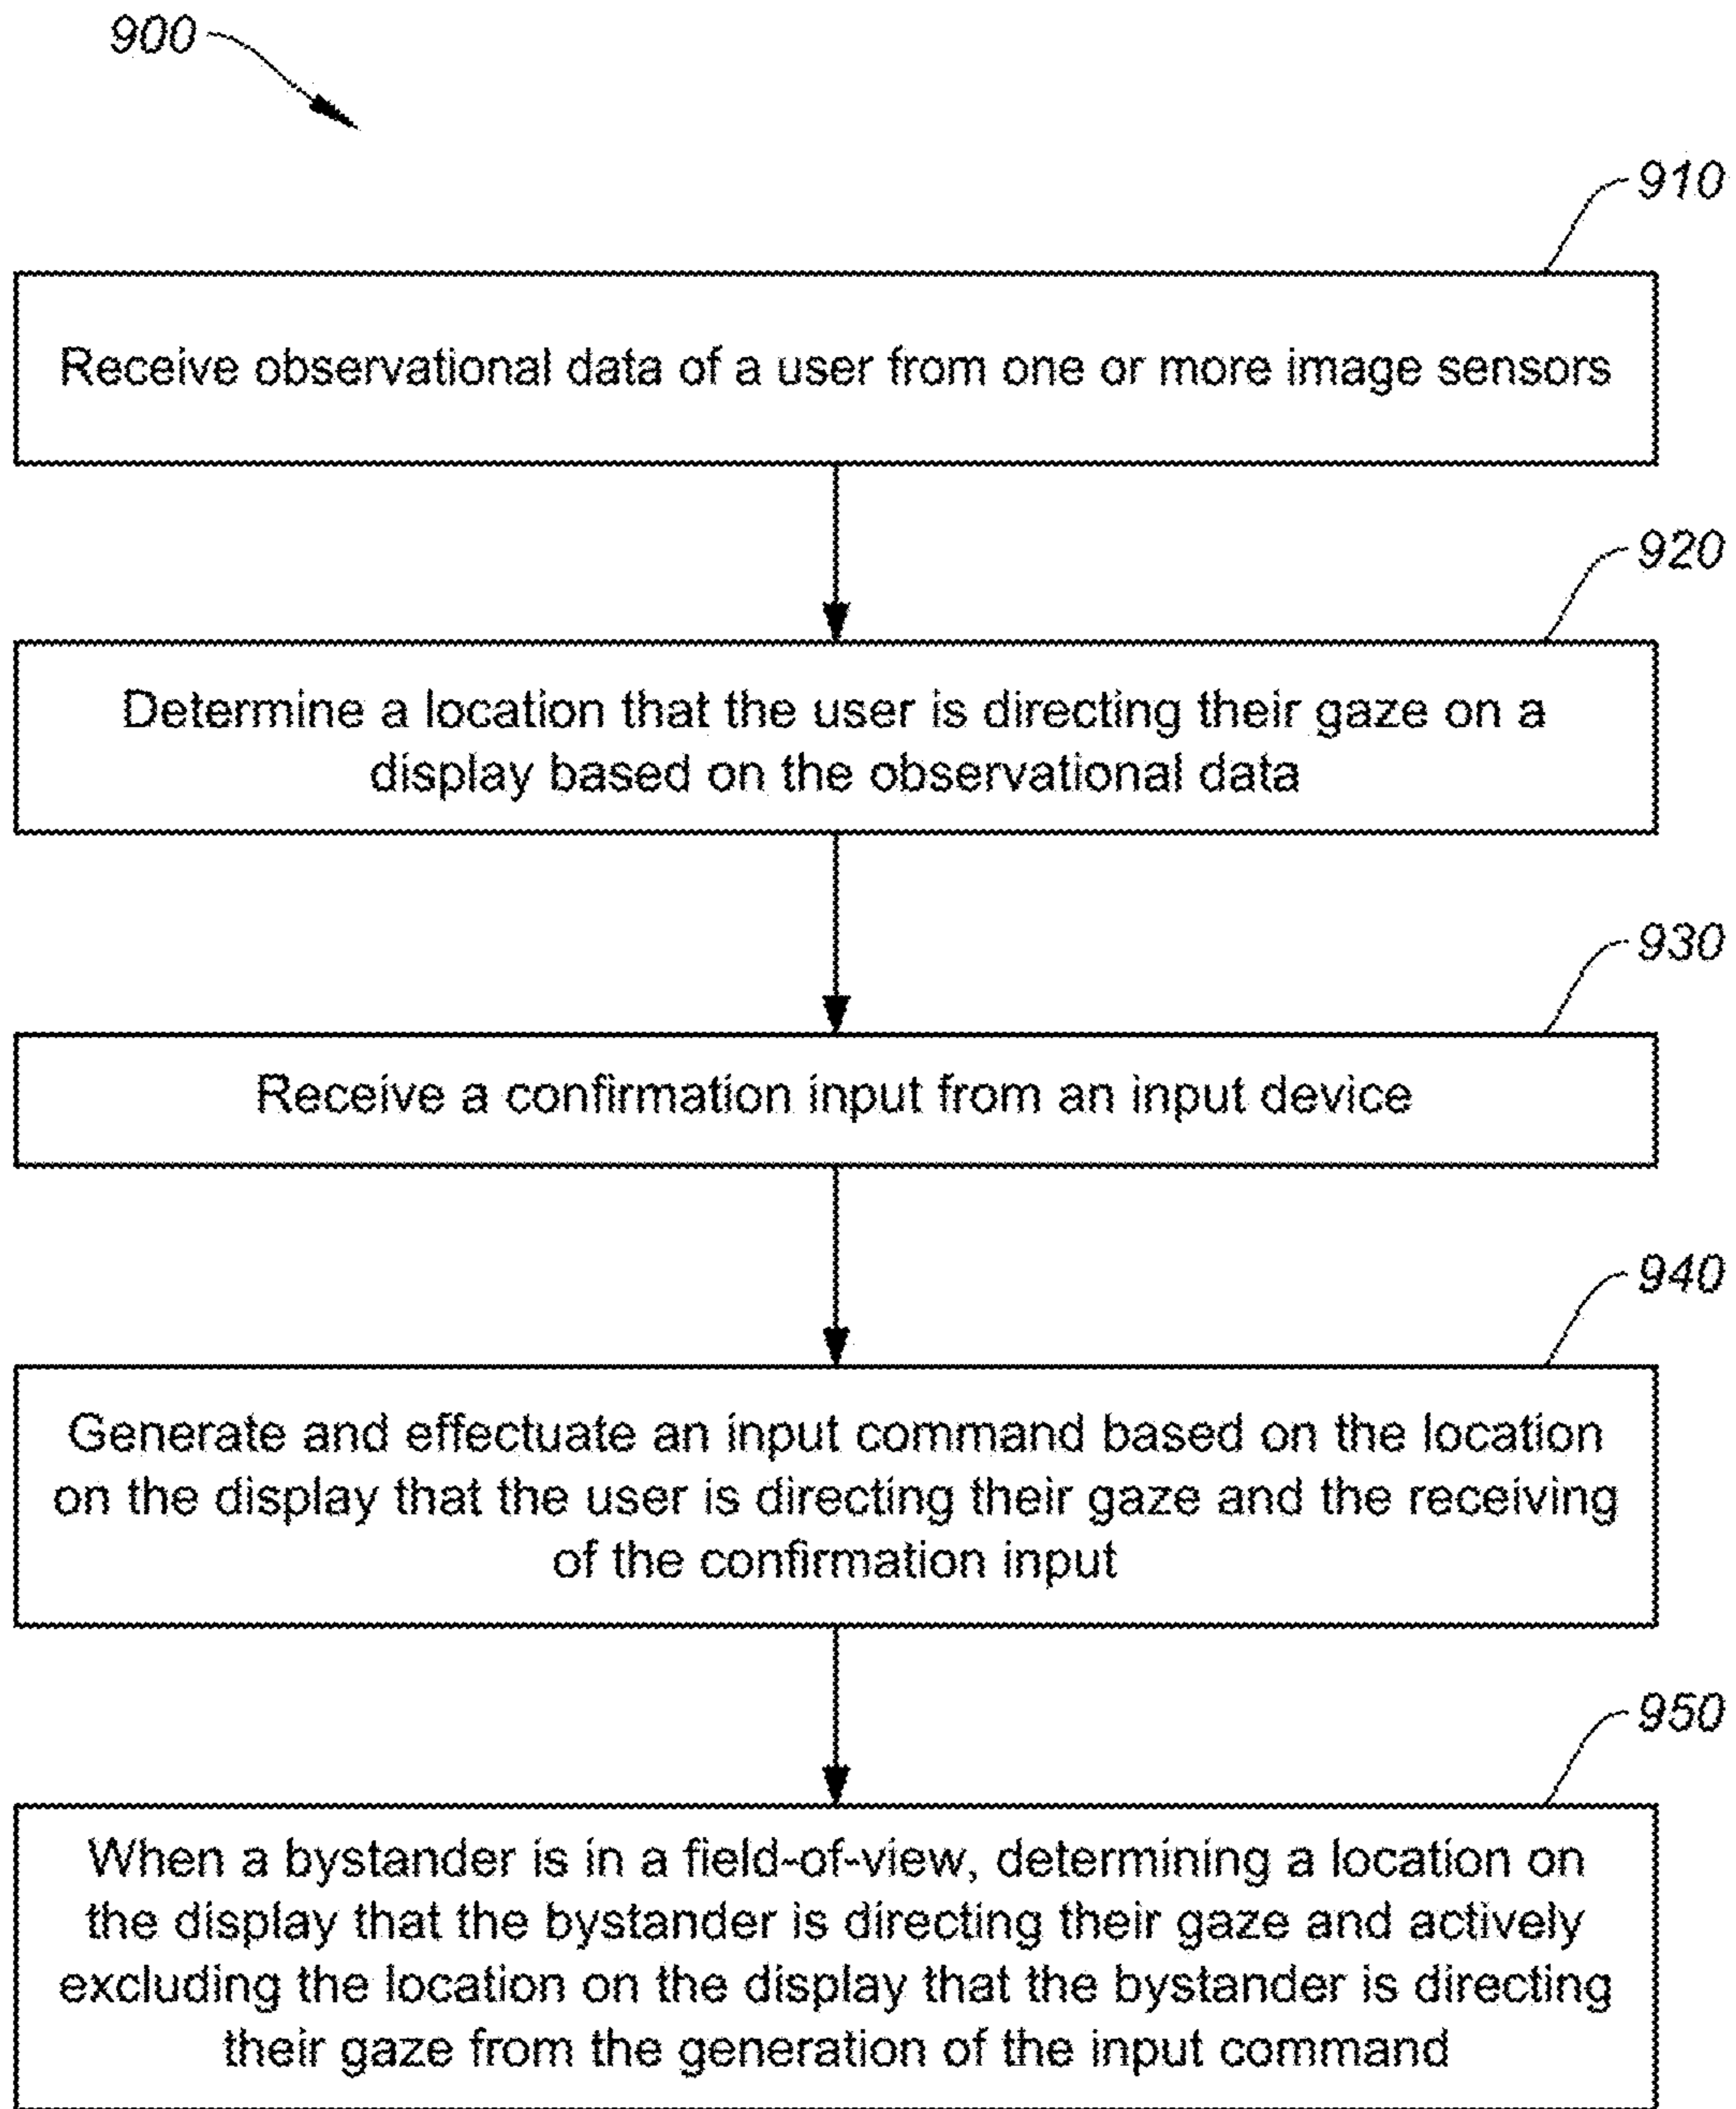 900
910
Receive observational data of a user from one or more image sensors
920
Determine a location that the user is directing their gaze on a
display based on the observational data
930
Receive a confirmation input from an input device
940
Generate and effectuate an input command based on the location
on the display that the user is directing their gaze and the receiving
of the confirmation input
950
When a bystander is in a field-of-view, determining a location on
the display that the bystander is directing their gaze and actively
excluding the location on the display that the bystander is directing
their gaze from the generation of the input command